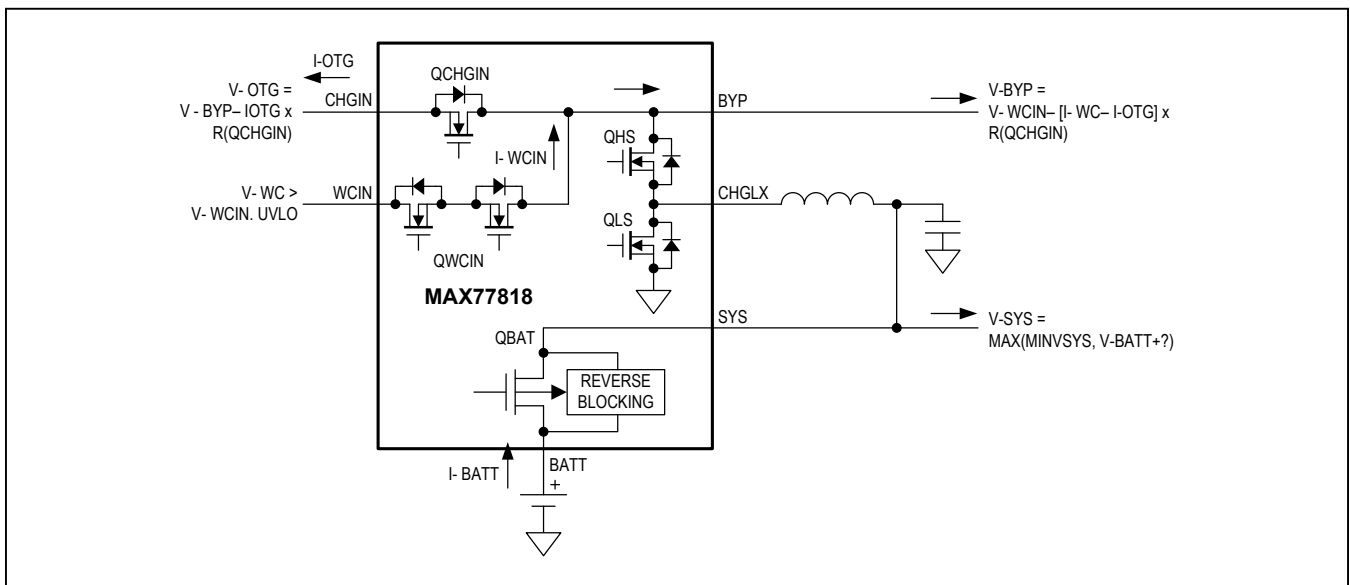 I-OTG
V- OTG =
V - BYP– IOTG x
R(QCHGIN)
CHGIN
QCHGIN
BYP
V-BYP =
V- WCIN– [I- WC– I-OTG] x
R(QCHGIN)
I- WCIN
QHS
V- WC >
V- WCIN. UVLO
WCIN
CHGLX
QLS
QWCIN
MAX77818
SYS
V-SYS =
MAX(MINVSYS, V-BATT+?)
QBAT
REVERSE
BLOCKING
I- BATT
BATT
+